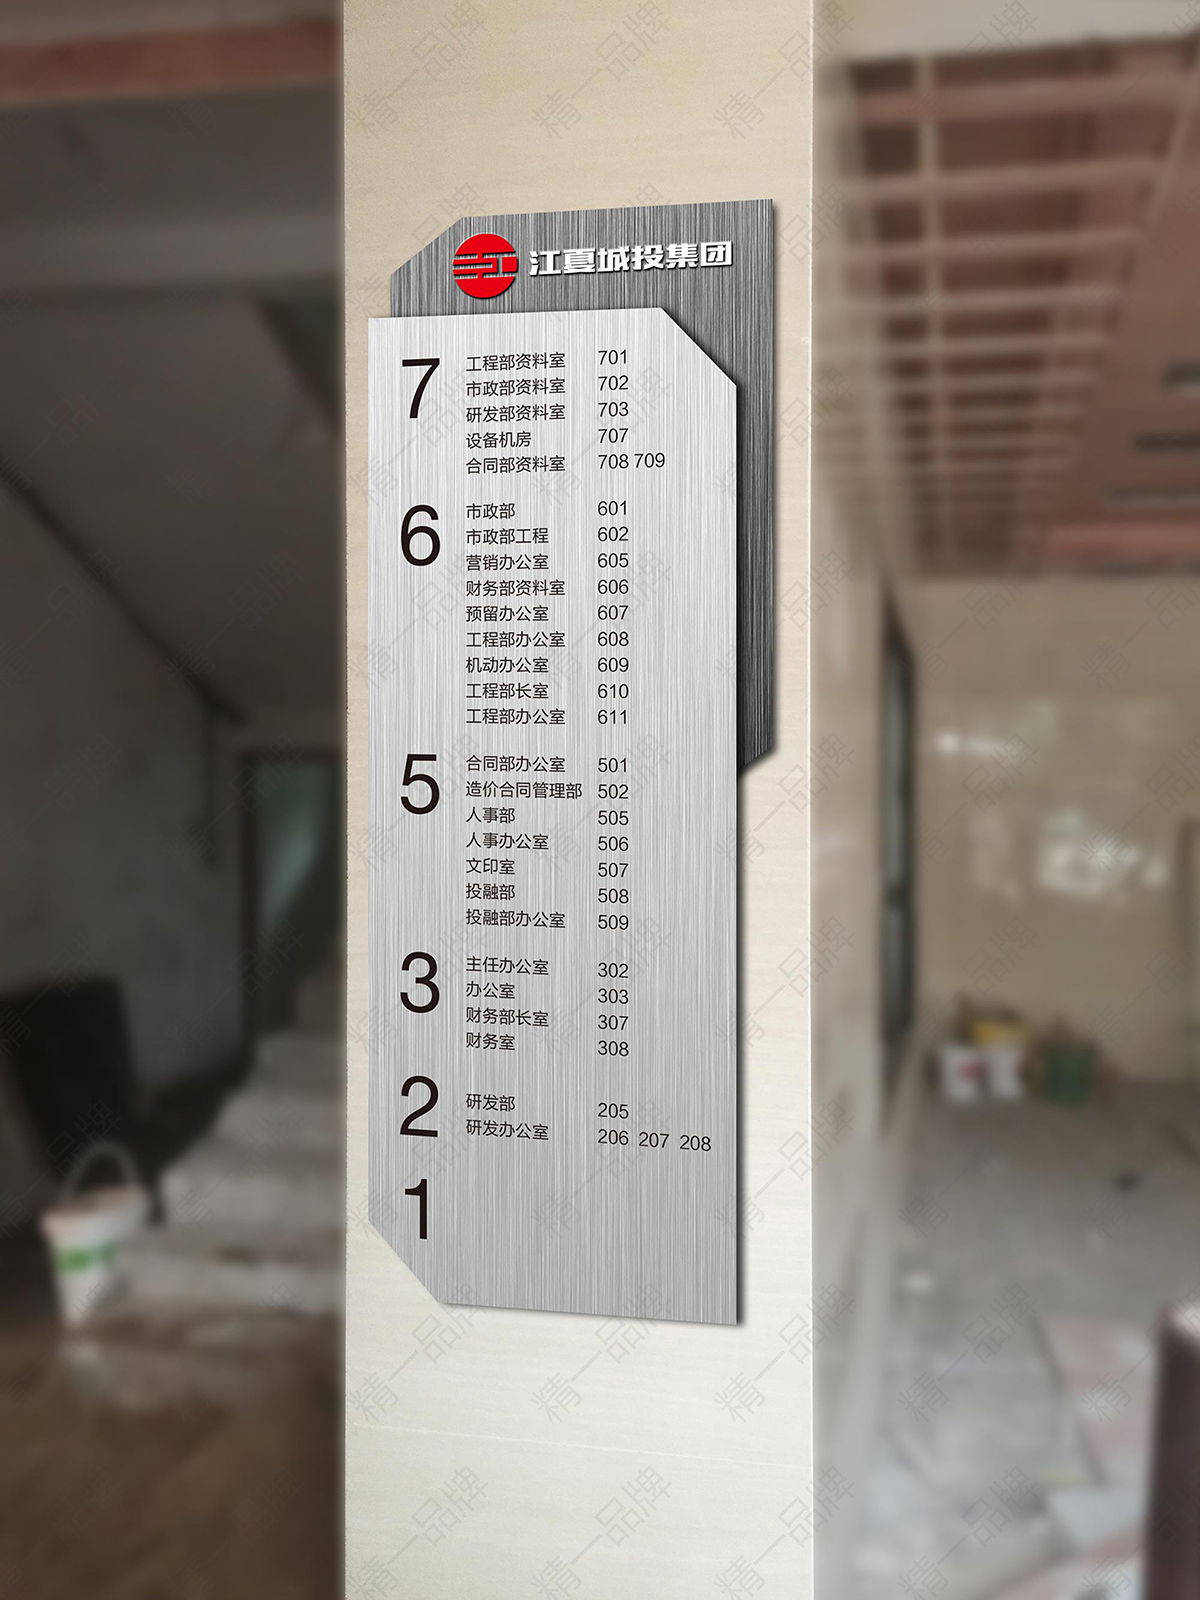 江夏城投集团
7 工程部资料室 701
市政部资料室 702
研发部资料室 703
设备机房 707
合同部资料室 708 709
6 市政部 601
市政部工程 602
营销办公室 605
财务部资料室 606
预留办公室 607
工程部办公室 608
机动办公室 609
工程部长室 610
工程部办公室 611
5 合同部办公室 501
造价合同管理部 502
人事部 505
人事办公室 506
文印室 507
投融部 508
投融部办公室 509
3 主任办公室 302
办公室 303
财务部长室 307
财务室 308
2 研发部 205
研发办公室 206 207 208
1
精一品牌